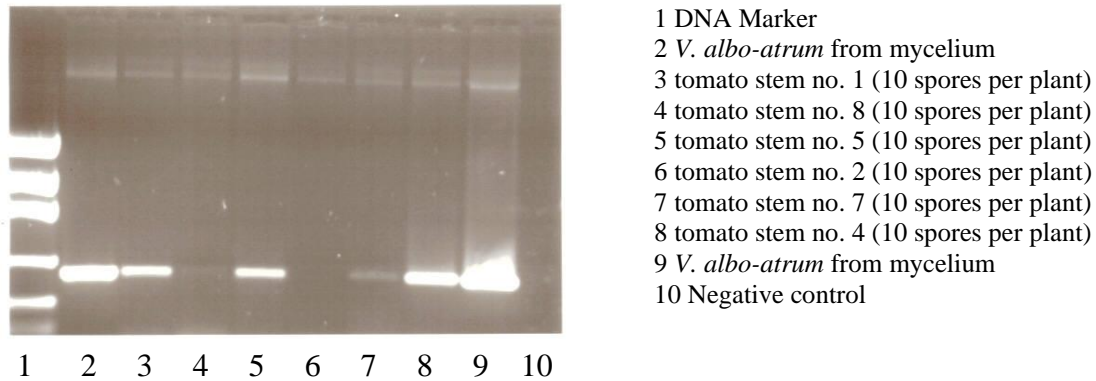 1 DNA Marker
2 V. albo-atrum from mycelium
3 tomato stem no. 1 (10 spores per plant)
4 tomato stem no. 8 (10 spores per plant)
5 tomato stem no. 5 (10 spores per plant)
6 tomato stem no. 2 (10 spores per plant)
7 tomato stem no. 7 (10 spores per plant)
8 tomato stem no. 4 (10 spores per plant)
9 V. albo-atrum from mycelium
10 Negative control
1 2 3 4 5 6 7 8 9 10